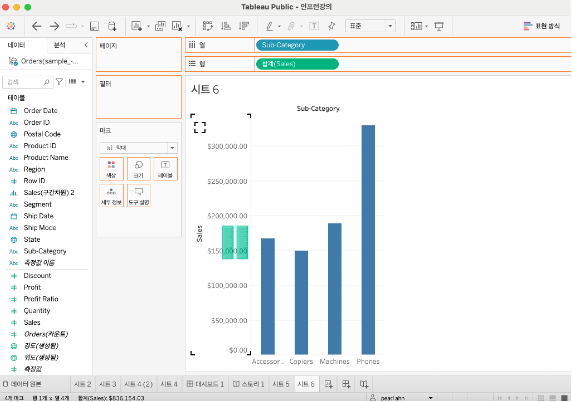 Tableau Public - 인프런강의
표준
표현 방식
데이터
분석
페이지
열
Sub-Category
Orders(sample_-...
행
합계(Sales)
검색
필터
시트 6
테이블
Order Date
Order ID
Postal Code
Product ID
Product Name
Region
Row ID
Sales(구간차원) 2
Segment
Ship Date
Ship Mode
State
Sub-Category
측정값 이름
Discount
Profit
Profit Ratio
Quantity
Sales
Orders(카운트)
경도(생성됨)
위도(생성됨)
측정값
마크
막대
색상
크기
레이블
세부 정보
도구 설명
Sub-Category
Sales
$300,000.00
$250,000.00
$200,000.00
$150,000.00
$100,000.00
$50,000.00
$0.00
Accessor..
Copiers
Machines
Phones
데이터 원본
시트 2
시트 3
시트 4 (2)
시트 4
대시보드 1
스토리 1
시트 5
시트 6
4개 마크
행 1개 x 열 4개
합계(Sales): $836,154.03
pearl ahn